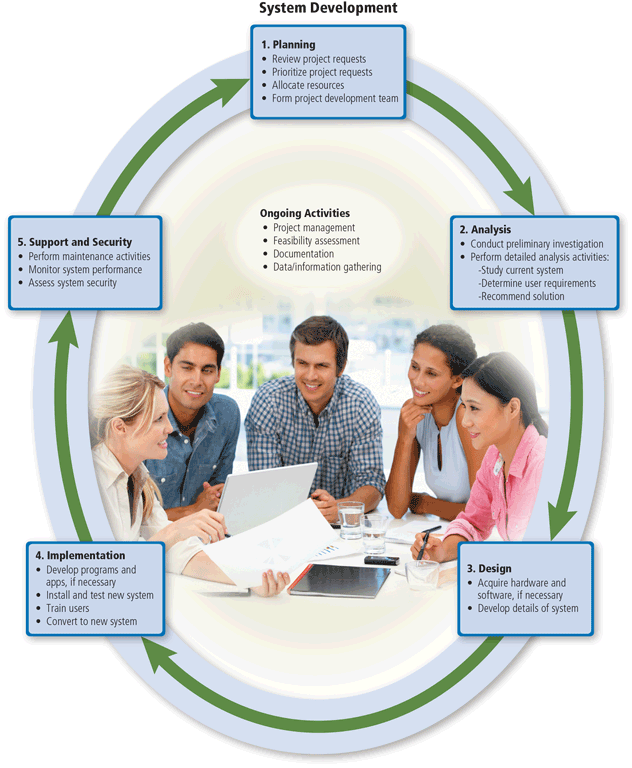 System Development
1. Planning
• Review project requests
• Prioritize project requests
• Allocate resources
• Form project development team
Ongoing Activities
• Project management
• Feasibility assessment
• Documentation
• Data/information gathering
5. Support and Security
• Perform maintenance activities
• Monitor system performance
• Assess system security
2. Analysis
• Conduct preliminary investigation
• Perform detailed analysis activities:
-Study current system
-Determine user requirements
-Recommend solution
4. Implementation
• Develop programs and
apps, if necessary
• Install and test new system
• Train users
• Convert to new system
3. Design
• Acquire hardware and
software, if necessary
• Develop details of system